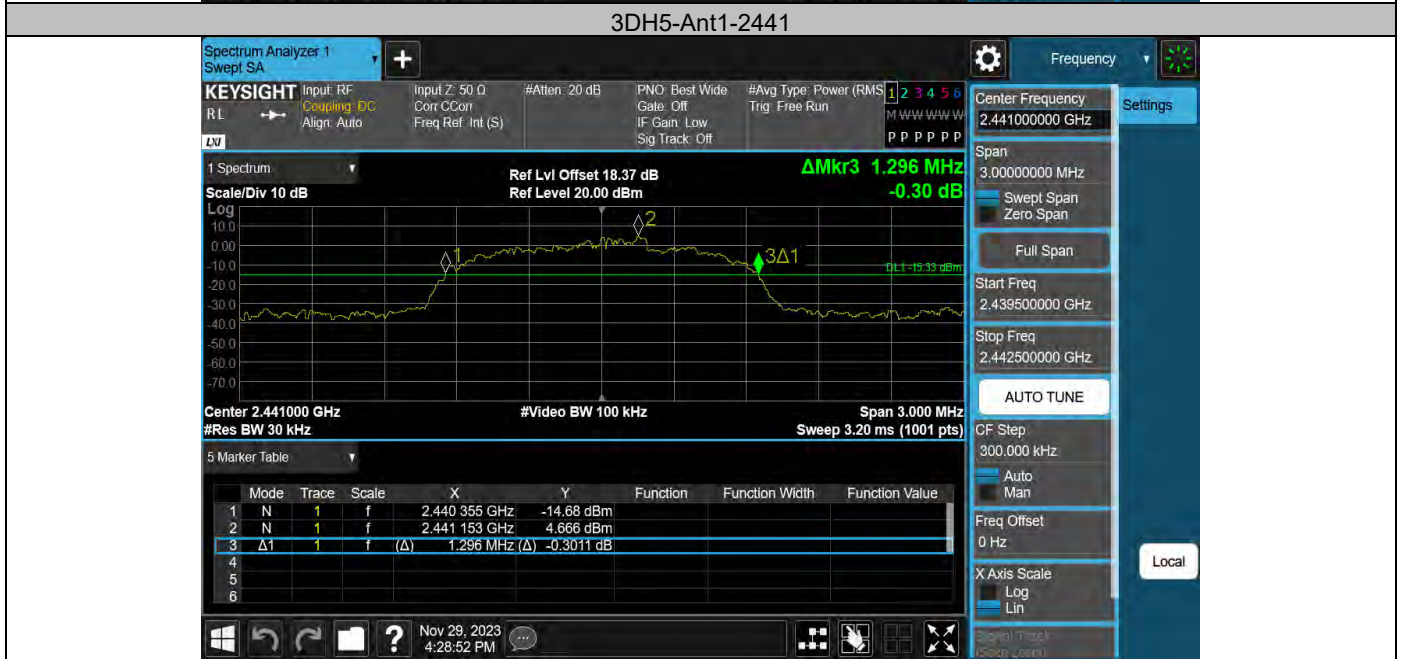 3DH5-Ant1-2441
Spectrum Analyzer 1
Swept SA
Frequency
KEYSIGHT
RL
LXI
Input: RF
Coupling: DC
Align: Auto
Input Z: 50 Ω
Corr CCorr
Freq Ref: Int (S)
#Atten: 20 dB
PNO: Best Wide
Gate: Off
IF Gain: Low
Sig Track: Off
#Avg Type: Power (RMS
Trig: Free Run
1 2 3 4 5 6
M W W W W W
P P P P P P
Center Frequency
2.441000000 GHz
Settings
Span
3.00000000 MHz
Swept Span
Zero Span
Full Span
Start Freq
2.439500000 GHz
Stop Freq
2.442500000 GHz
AUTO TUNE
CF Step
300.000 kHz
Auto
Man
Freq Offset
0 Hz
X Axis Scale
Log
Lin
Signal Track
(Span Zoom)
Local
1 Spectrum
Scale/Div 10 dB
Ref Lvl Offset 18.37 dB
Ref Level 20.00 dBm
ΔMkr3 1.296 MHz
-0.30 dB
Log
10.0
0.00
-10.0
-20.0
-30.0
-40.0
-50.0
-60.0
-70.0
1
2
3Δ1
DL1 -15.33 dBm
Center 2.441000 GHz
#Video BW 100 kHz
Span 3.000 MHz
#Res BW 30 kHz
Sweep 3.20 ms (1001 pts)
5 Marker Table
Mode Trace Scale X Y Function Function Width Function Value
1 N 1 f 2.440 355 GHz -14.68 dBm
2 N 1 f 2.441 153 GHz 4.666 dBm
3 Δ1 1 f (Δ) 1.296 MHz (Δ) -0.3011 dB
4
5
6
Nov 29, 2023
4:28:52 PM